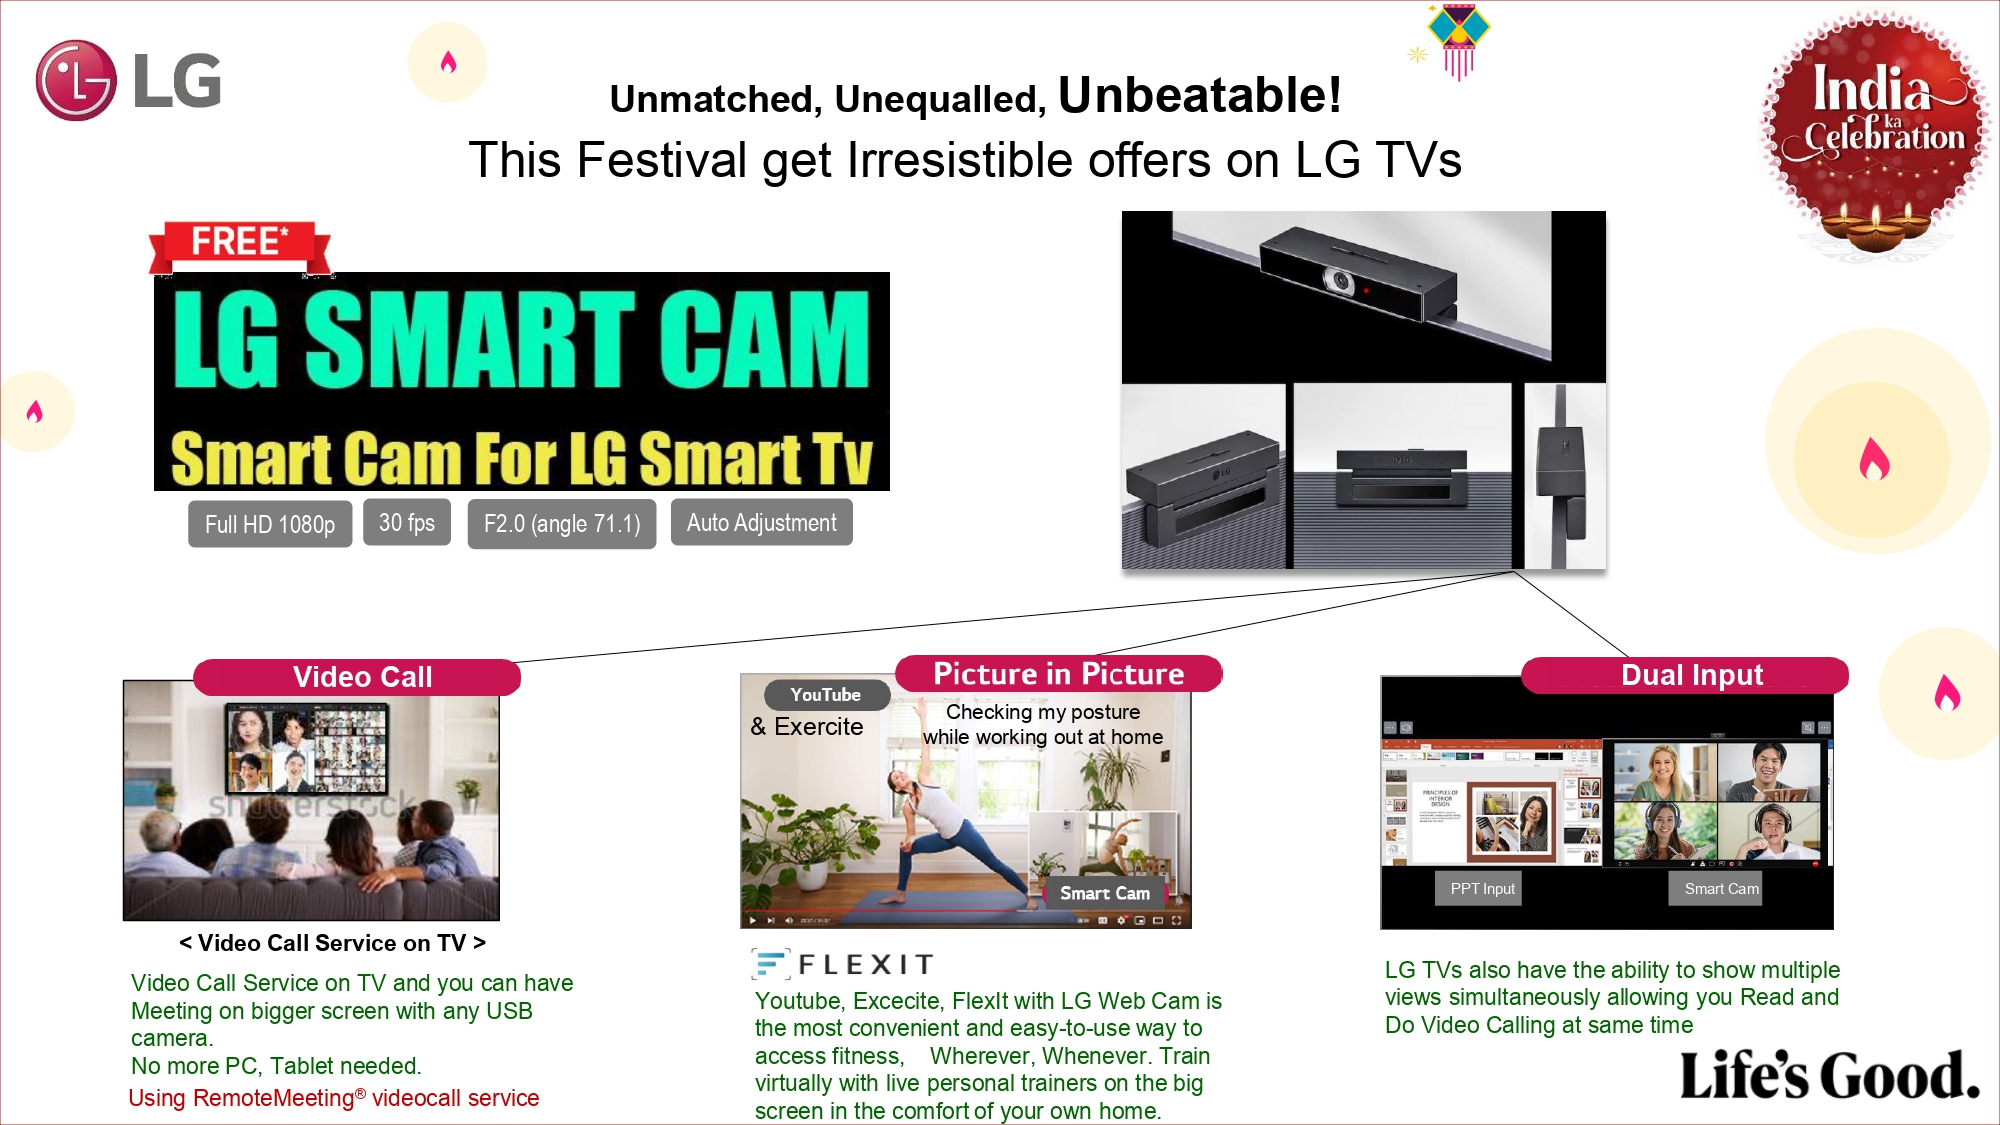 LG
Unmatched, Unequalled, Unbeatable!
This Festival get Irresistible offers on LG TVs
India
ka
Celebration
FREE*
LG SMART CAM
Smart Cam For LG Smart Tv
Full HD 1080p
30 fps
F2.0 (angle 71.1)
Auto Adjustment
LG
Video Call
shutterstock
< Video Call Service on TV >
Video Call Service on TV and you can have
Meeting on bigger screen with any USB
camera.
No more PC, Tablet needed.
Using RemoteMeeting® videocall service
Picture in Picture
YouTube
& Exercite
Checking my posture
while working out at home
Smart Cam
FLEXIT
Youtube, Excecite, FlexIt with LG Web Cam is
the most convenient and easy-to-use way to
access fitness, Wherever, Whenever. Train
virtually with live personal trainers on the big
screen in the comfort of your own home.
Dual Input
PRINCIPLES OF
INTERIOR
DESIGN
PPT Input
Smart Cam
LG TVs also have the ability to show multiple
views simultaneously allowing you Read and
Do Video Calling at same time
Life's Good.